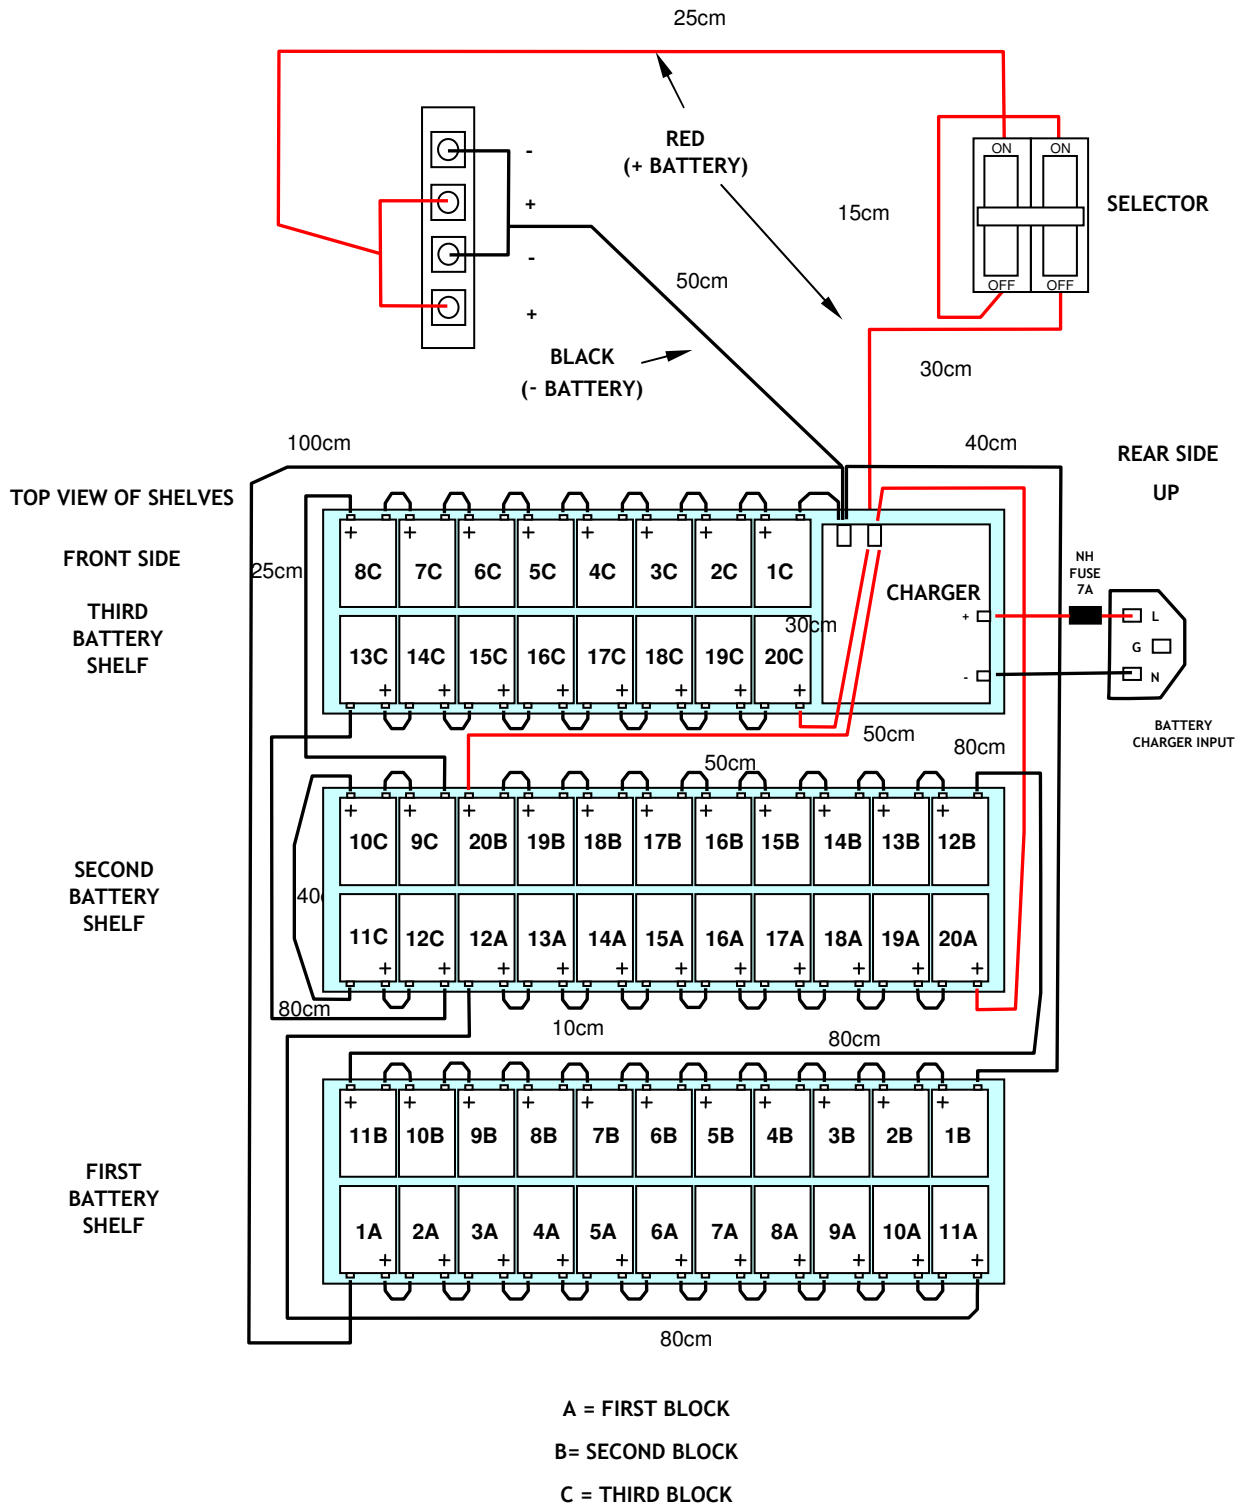 25cm
RED
(+ BATTERY)
ON ON
-
+
-
+
15cm
SELECTOR
50cm
OFF OFF
BLACK
(- BATTERY)
30cm
100cm
40cm
REAR SIDE
UP
TOP VIEW OF SHELVES
FRONT SIDE
THIRD
BATTERY
SHELF
25cm
+ + + + + + + +
8C 7C 6C 5C 4C 3C 2C 1C
CHARGER
NH
FUSE
7A
30cm
+
-
L
G
N
13C 14C 15C 16C 17C 18C 19C 20C
+ + + + + + + +
BATTERY
CHARGER INPUT
50cm
80cm
50cm
SECOND
BATTERY
SHELF
+ + + + + + + + + + +
10C 9C 20B 19B 18B 17B 16B 15B 14B 13B 12B
11C 12C 12A 13A 14A 15A 16A 17A 18A 19A 20A
+ + + + + + + + + + +
80cm
10cm
80cm
FIRST
BATTERY
SHELF
+ + + + + + + + + + +
11B 10B 9B 8B 7B 6B 5B 4B 3B 2B 1B
1A 2A 3A 4A 5A 6A 7A 8A 9A 10A 11A
+ + + + + + + + + + +
80cm
A = FIRST BLOCK
B= SECOND BLOCK
C = THIRD BLOCK